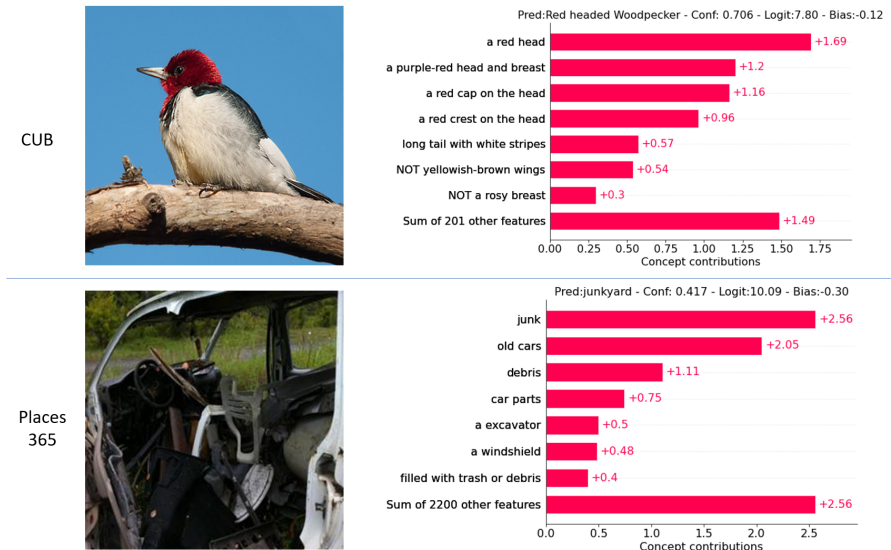 CUB
Pred:Red headed Woodpecker - Conf: 0.706 - Logit:7.80 - Bias:-0.12
a red head +1.69
a purple-red head and breast +1.2
a red cap on the head +1.16
a red crest on the head +0.96
long tail with white stripes +0.57
NOT yellowish-brown wings +0.54
NOT a rosy breast +0.3
Sum of 201 other features +1.49
0.00 0.25 0.50 0.75 1.00 1.25 1.50 1.75
Concept contributions
Places
365
Pred:junkyard - Conf: 0.417 - Logit:10.09 - Bias:-0.30
junk +2.56
old cars +2.05
debris +1.11
car parts +0.75
a excavator +0.5
a windshield +0.48
filled with trash or debris +0.4
Sum of 2200 other features +2.56
0.0 0.5 1.0 1.5 2.0 2.5
Concept contributions